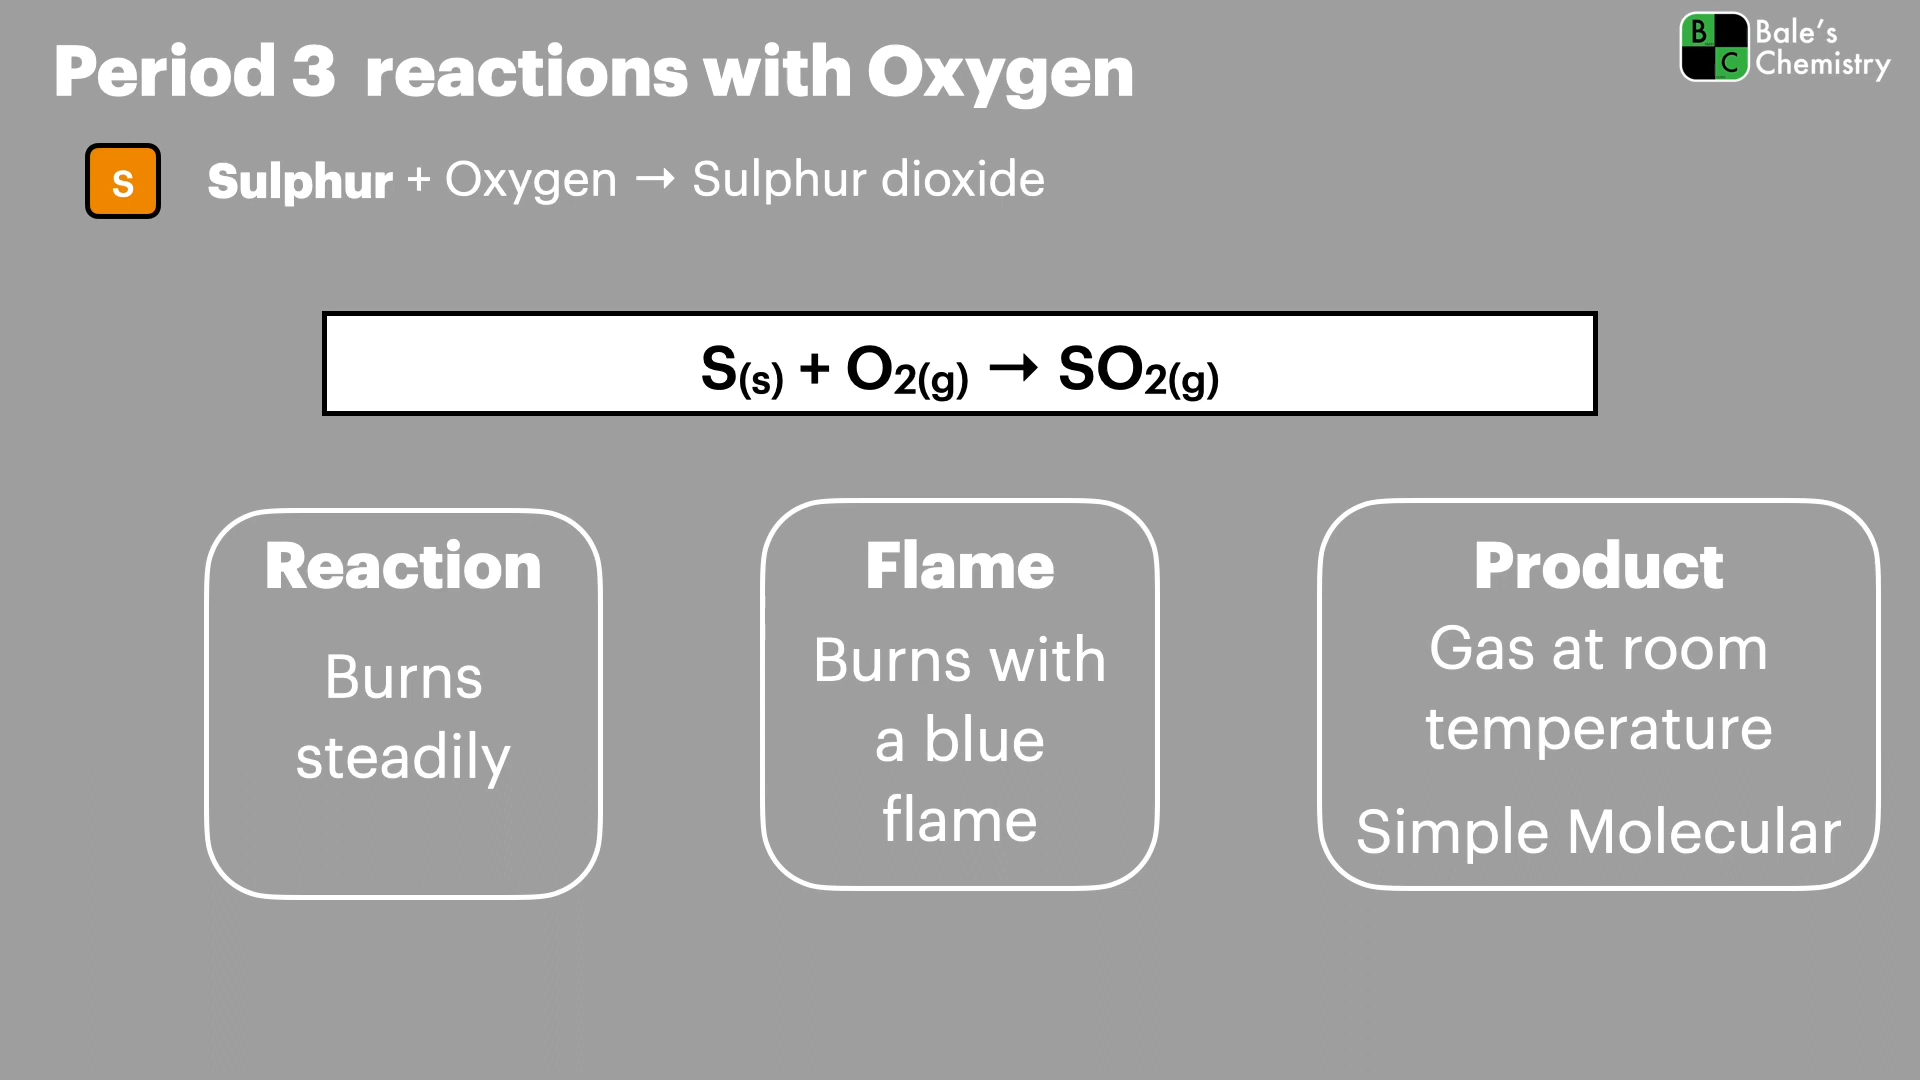 Period 3 reactions with Oxygen
B
C
Bale's
Chemistry
S
Sulphur + Oxygen → Sulphur dioxide
S(s) + O₂(g) → SO₂(g)
Reaction
Burns
steadily
Flame
Burns with
a blue
flame
Product
Gas at room
temperature
Simple Molecular